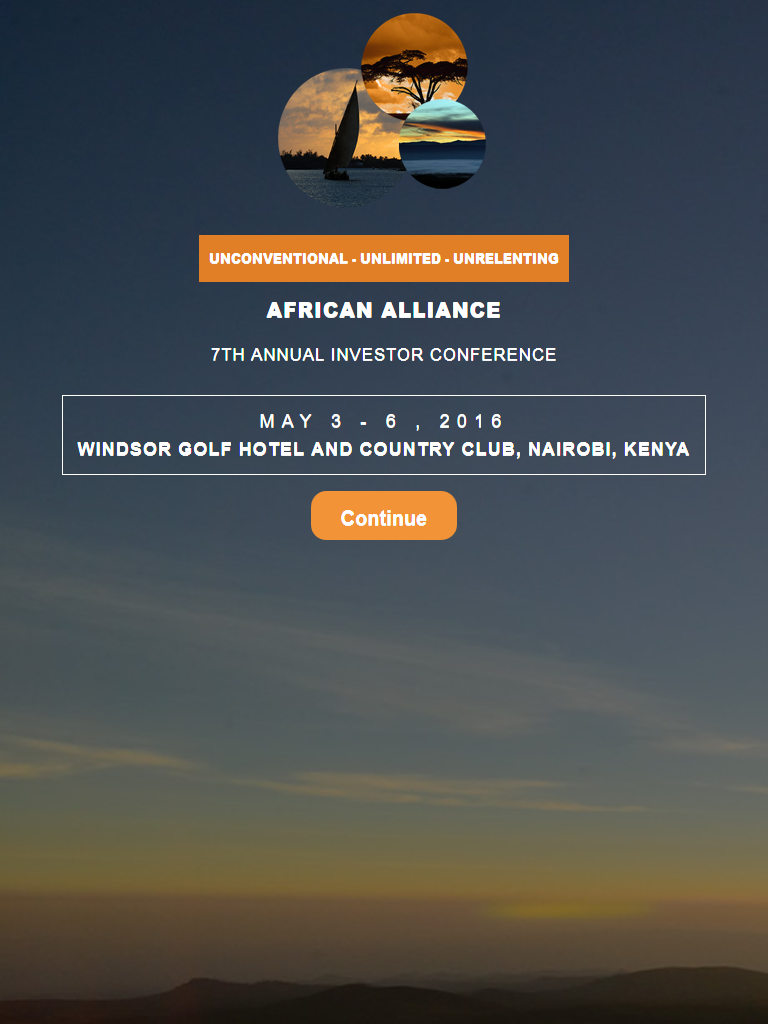 UNCONVENTIONAL - UNLIMITED - UNRELENTING
AFRICAN ALLIANCE
7TH ANNUAL INVESTOR CONFERENCE
MAY 3 - 6 , 2016
WINDSOR GOLF HOTEL AND COUNTRY CLUB, NAIROBI, KENYA
Continue